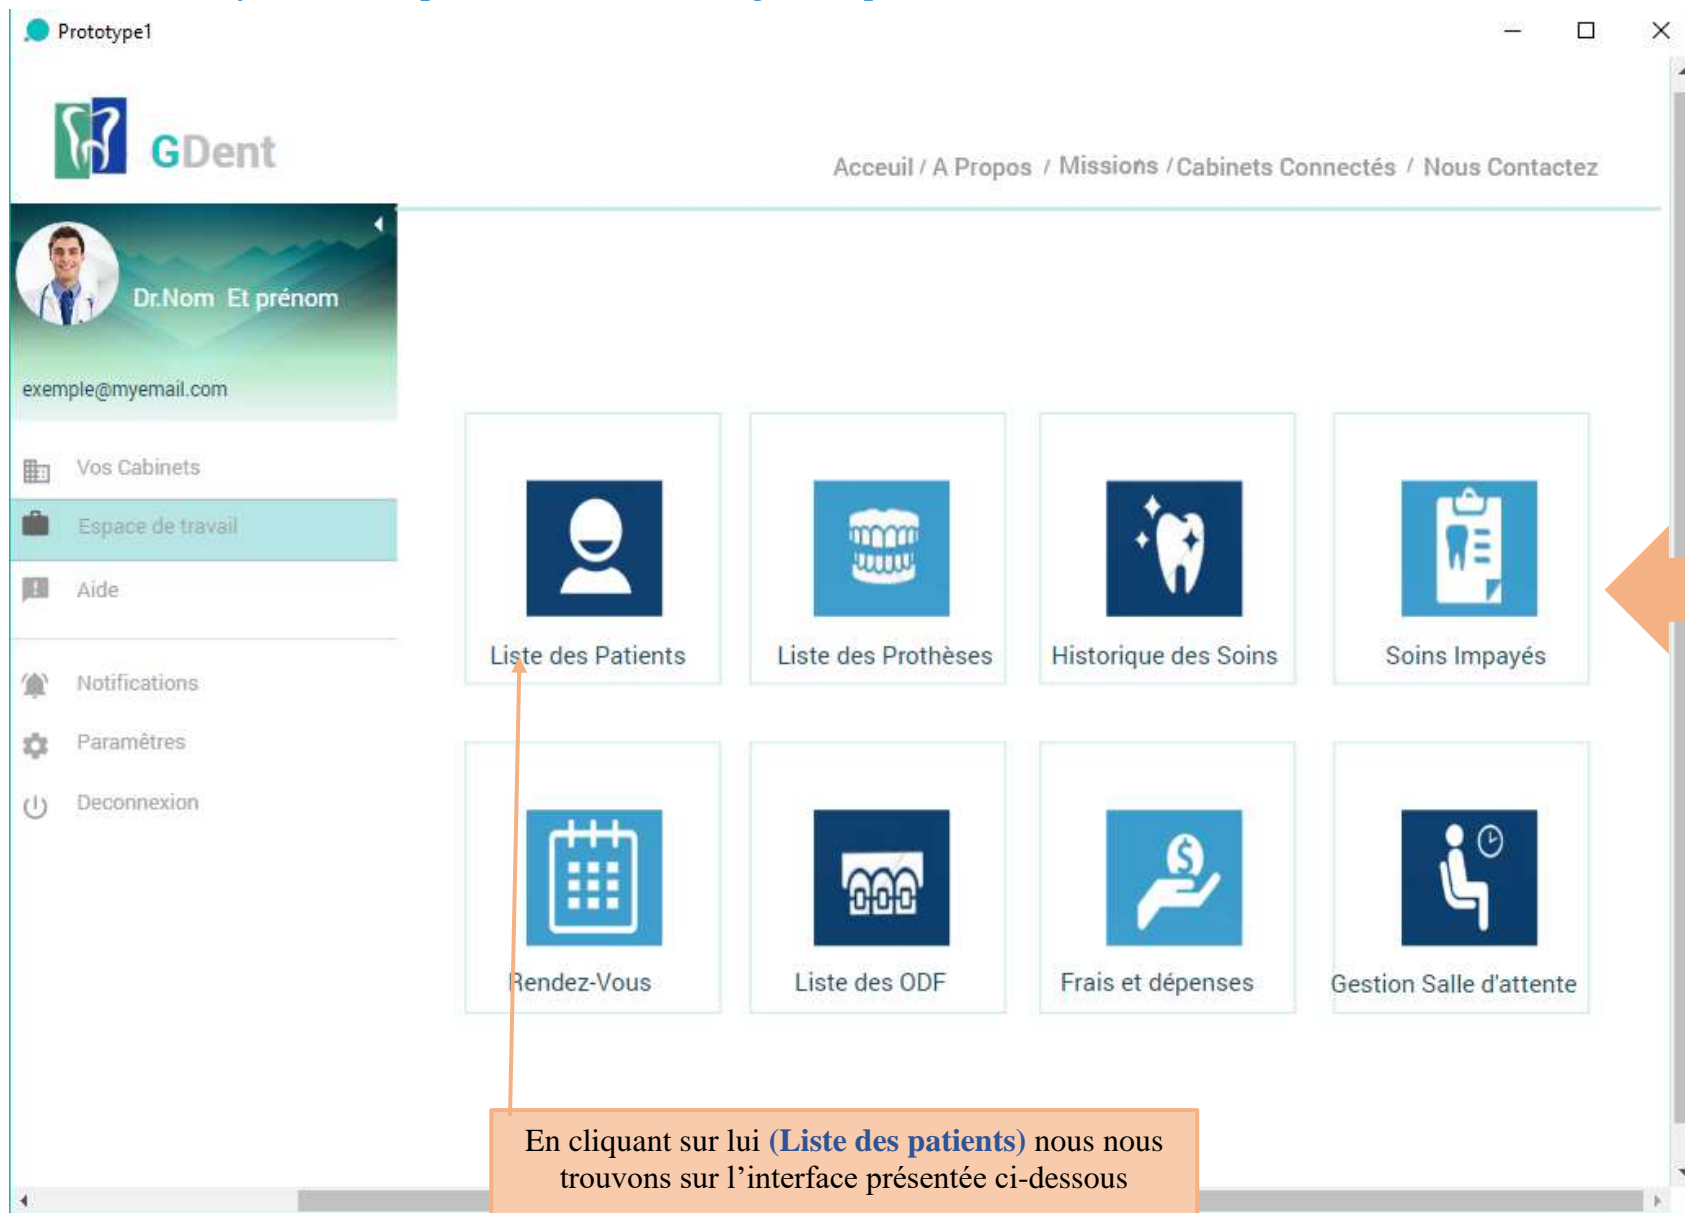 Prototype1
GDent
Acceuil / A Propos / Missions / Cabinets Connectés / Nous Contactez
Dr.Nom Et prénom
exemple@myemail.com
Vos Cabinets
Espace de travail
Aide
Notifications
Paramêtres
Deconnexion
Liste des Patients
Liste des Prothèses
Historique des Soins
Soins Impayés
Rendez-Vous
Liste des ODF
Frais et dépenses
Gestion Salle d'attente
En cliquant sur lui (Liste des patients) nous nous
trouvons sur l’interface présentée ci-dessous